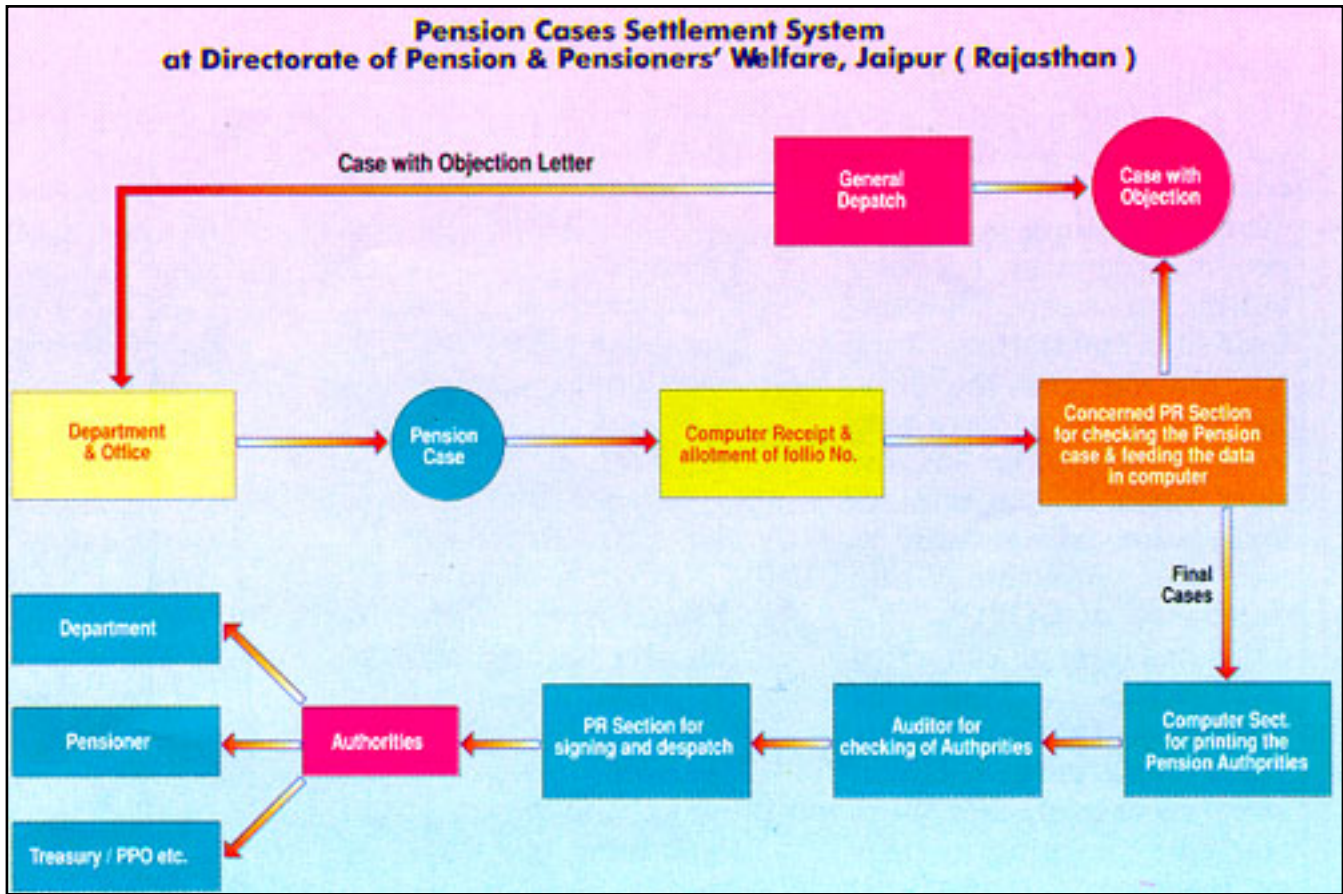 Pension Cases Settlement System
at Directorate of Pension & Pensioners' Welfare, Jaipur ( Rajasthan )
Case with Objection Letter
General
Depatch
Case with
Objection
Department
& Office
Pension
Case
Computer Receipt &
allotment of follio No.
Concerned PR Section
for checking the Pension
case & feeding the data
in computer
Final
Cases
Department
Pensioner
Treasury / PPO etc.
Authorities
PR Section for
signing and despatch
Auditor for
checking of Authprities
Computer Sect.
for printing the
Pension Authprities